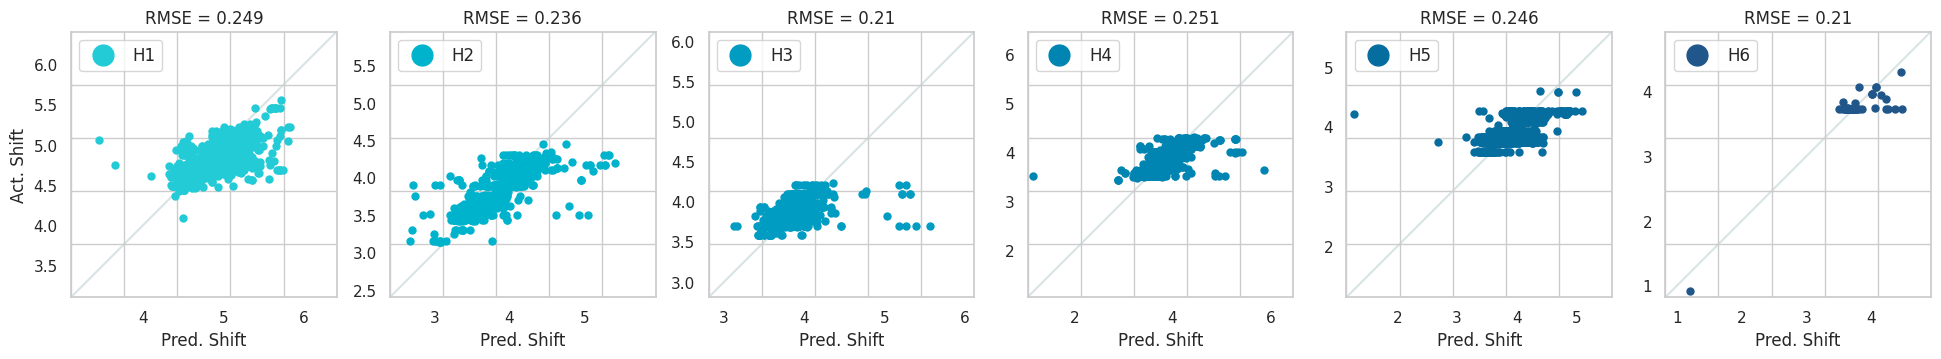 RMSE = 0.249
H1
Act. Shift
6.0
5.5
5.0
4.5
4.0
3.5
4 5 6
Pred. Shift
RMSE = 0.236
H2
5.5
5.0
4.5
4.0
3.5
3.0
2.5
3 4 5
Pred. Shift
RMSE = 0.21
H3
6.0
5.5
5.0
4.5
4.0
3.5
3.0
3 4 5 6
Pred. Shift
RMSE = 0.251
H4
6
5
4
3
2
2 4 6
Pred. Shift
RMSE = 0.246
H5
5
4
3
2
2 3 4 5
Pred. Shift
RMSE = 0.21
H6
4
3
2
1
1 2 3 4
Pred. Shift